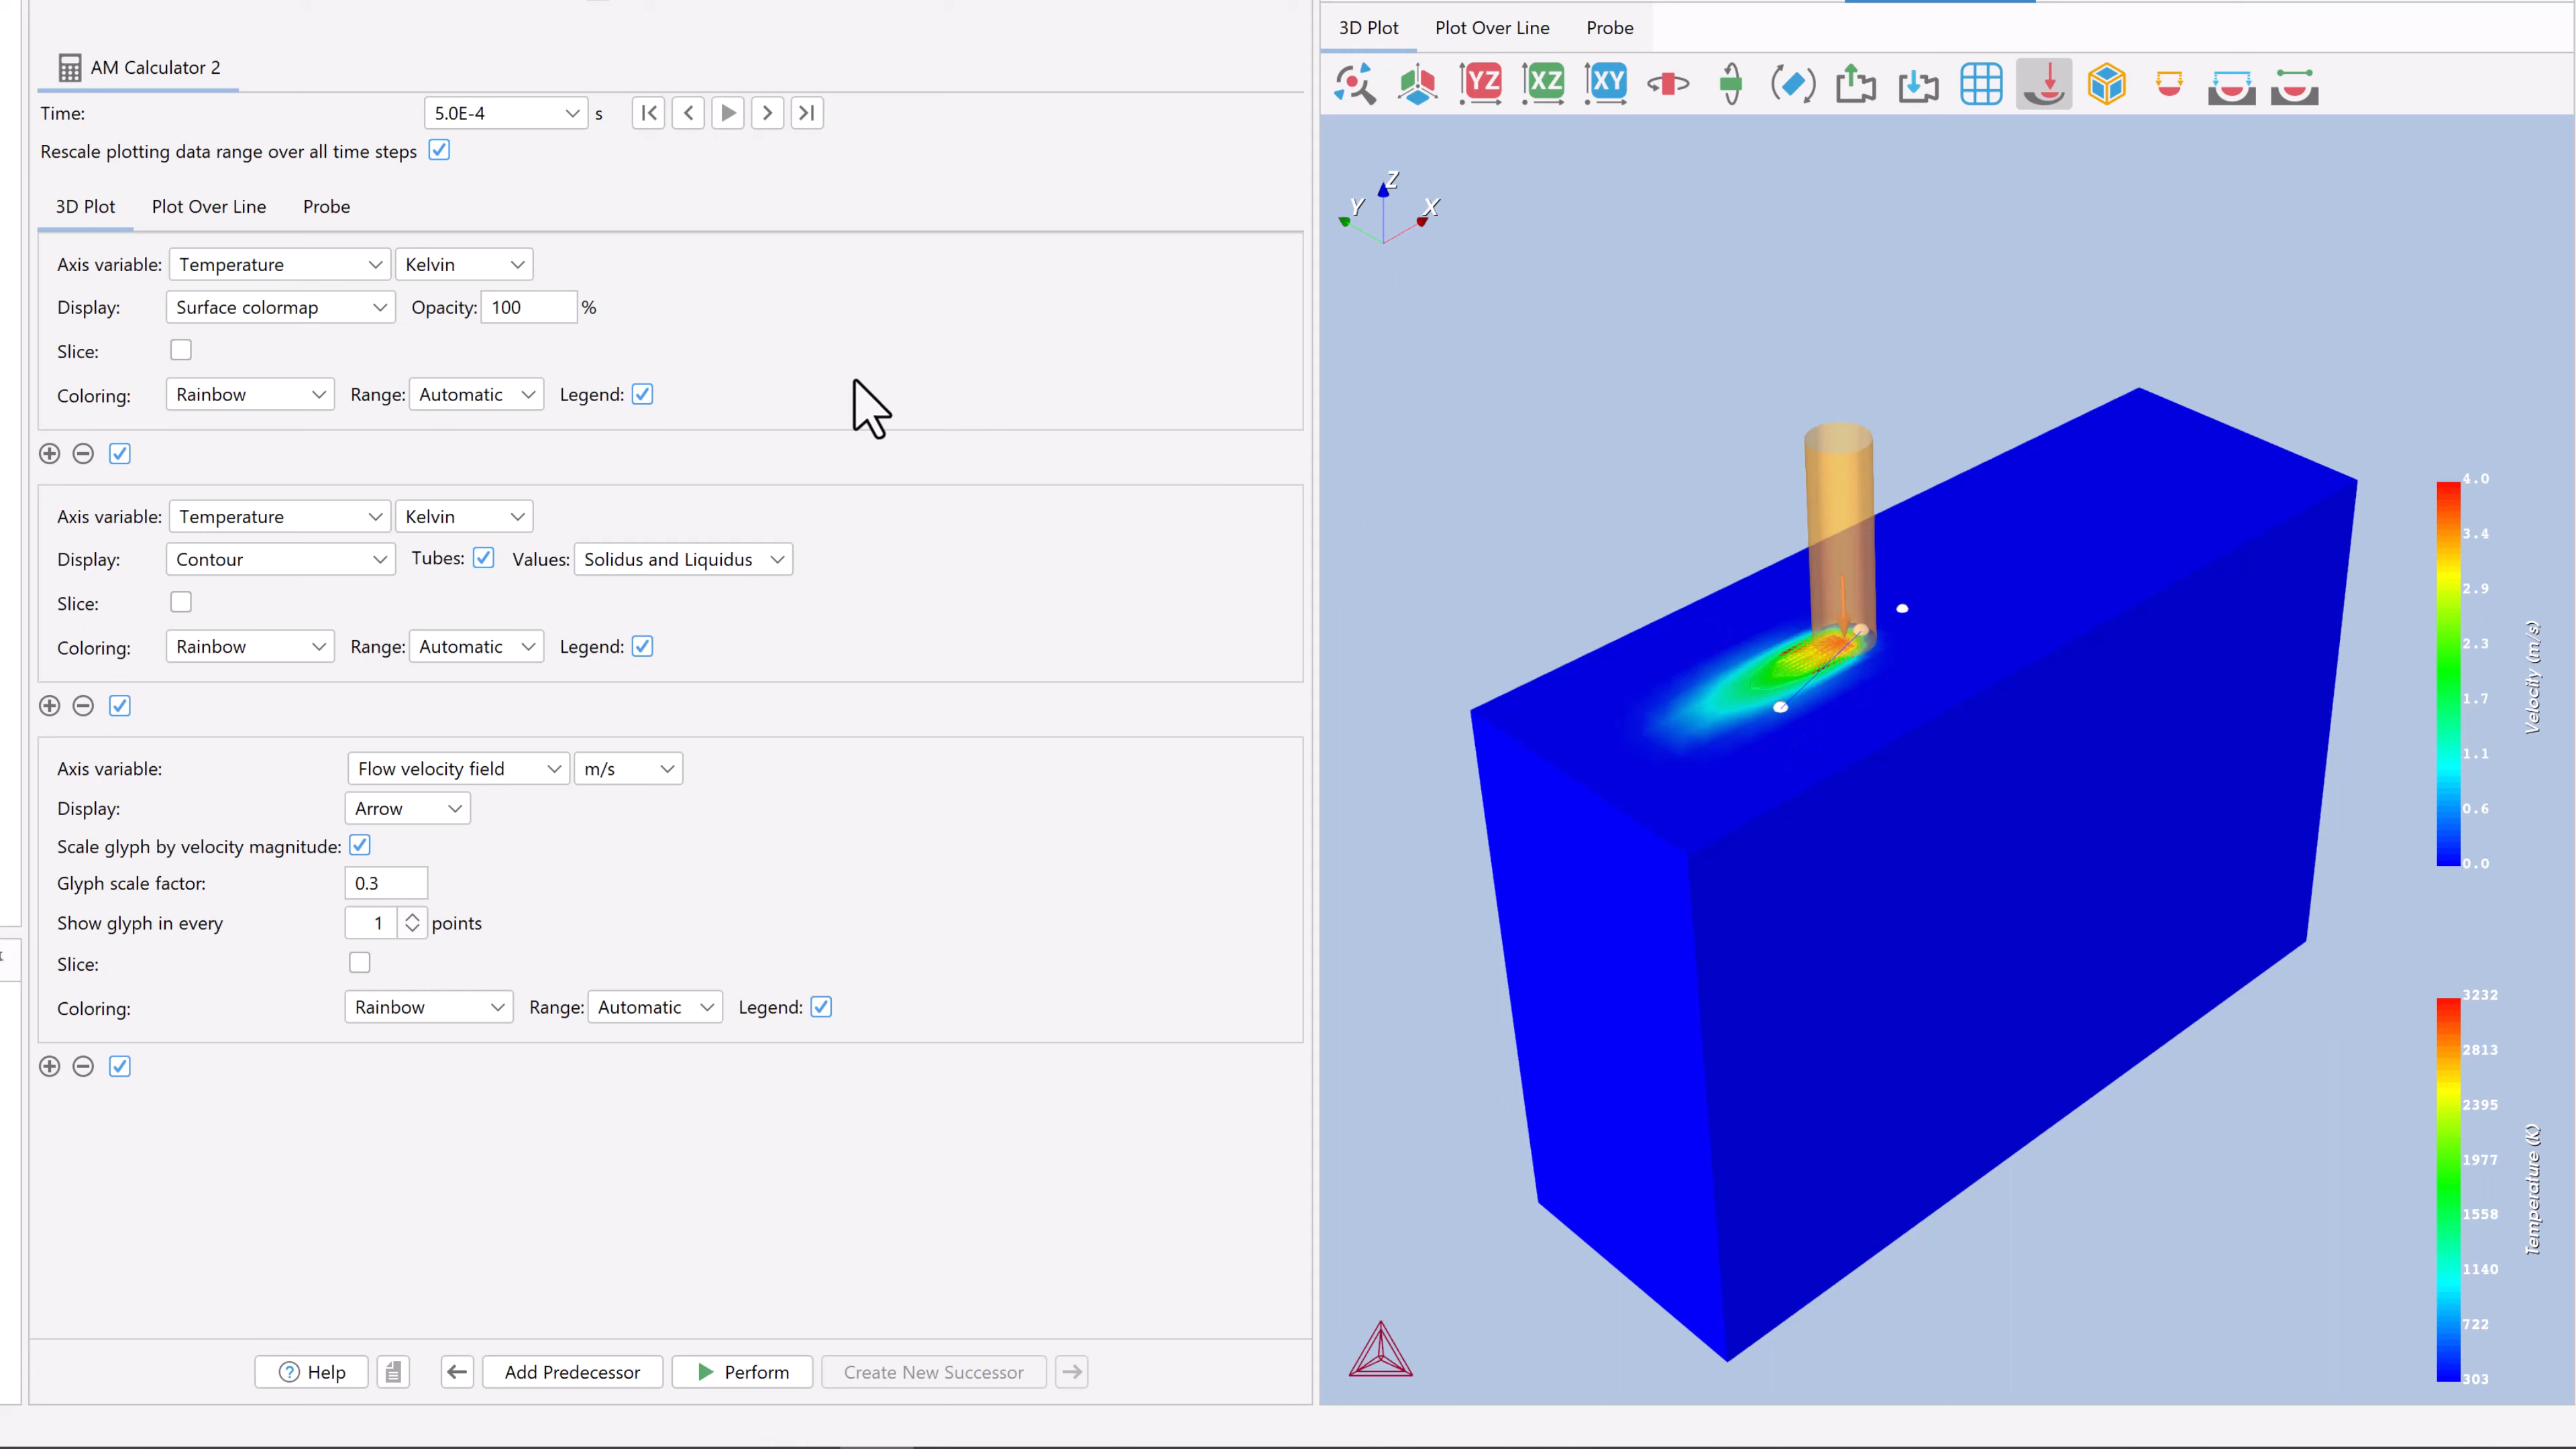 AM Calculator 2
Time: 5.0E-4 s
Rescale plotting data range over all time steps
3D Plot Plot Over Line Probe
Axis variable: Temperature Kelvin
Display: Surface colormap Opacity: 100 %
Slice:
Coloring: Rainbow Range: Automatic Legend:
Axis variable: Temperature Kelvin
Display: Contour Tubes: Values: Solidus and Liquidus
Slice:
Coloring: Rainbow Range: Automatic Legend:
Axis variable: Flow velocity field m/s
Display: Arrow
Scale glyph by velocity magnitude:
Glyph scale factor: 0.3
Show glyph in every 1 points
Slice:
Coloring: Rainbow Range: Automatic Legend:
? Help Add Predecessor Perform Create New Successor
3D Plot Plot Over Line Probe
YZ XZ XY
Z
Y X
4.0
3.4
2.9
2.3
1.7
1.1
0.6
0.0
Velocity (m/s)
3232
2813
2395
1977
1558
1140
722
303
Temperature (K)